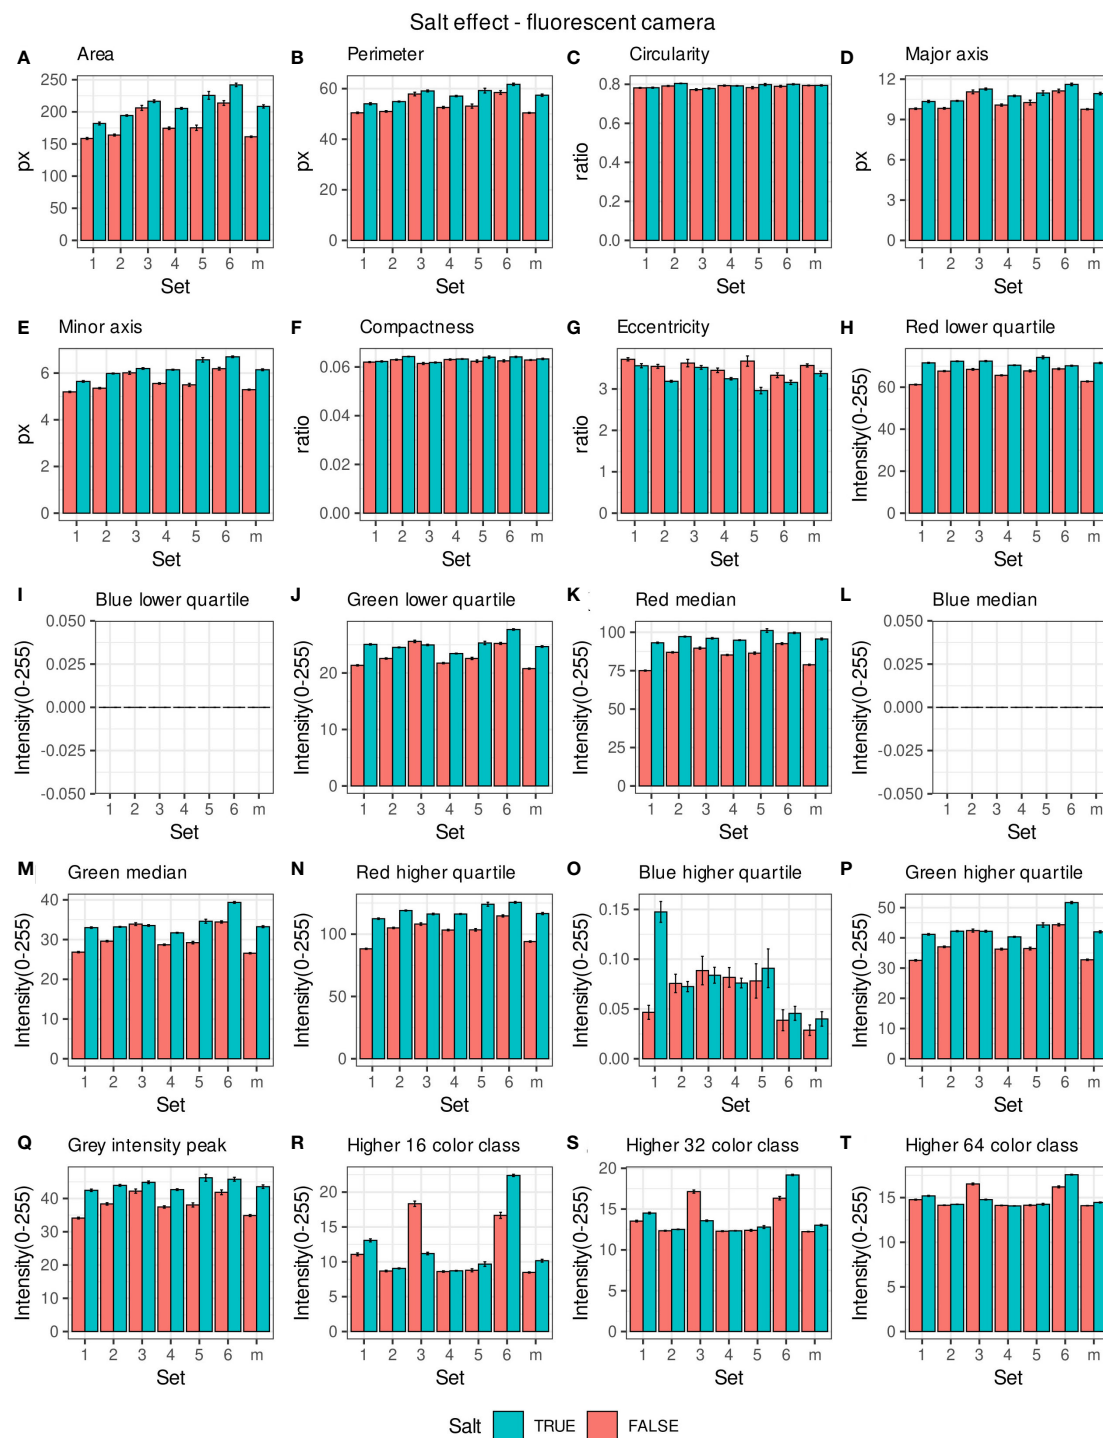 Salt effect - fluorescent camera
A Area B Perimeter C Circularity D Major axis
250 200 150 100 50 0 px 1 2 3 4 5 6 m Set
60 40 20 0 px 1 2 3 4 5 6 m Set
0.8 0.6 0.4 0.2 0.0 ratio 1 2 3 4 5 6 m Set
12 9 6 3 0 px 1 2 3 4 5 6 m Set
E Minor axis F Compactness G Eccentricity H Red lower quartile
6 4 2 0 px 1 2 3 4 5 6 m Set
0.06 0.04 0.02 0.00 ratio 1 2 3 4 5 6 m Set
3 2 1 0 ratio 1 2 3 4 5 6 m Set
60 40 20 0 Intensity(0-255) 1 2 3 4 5 6 m Set
I Blue lower quartile J Green lower quartile K Red median L Blue median
0.050 0.025 0.000 -0.025 -0.050 Intensity(0-255) 1 2 3 4 5 6 m Set
20 10 0 Intensity(0-255) 1 2 3 4 5 6 m Set
100 75 50 25 0 Intensity(0-255) 1 2 3 4 5 6 m Set
0.050 0.025 0.000 -0.025 -0.050 Intensity(0-255) 1 2 3 4 5 6 m Set
M Green median N Red higher quartile O Blue higher quartile P Green higher quartile
40 30 20 10 0 Intensity(0-255) 1 2 3 4 5 6 m Set
100 50 0 Intensity(0-255) 1 2 3 4 5 6 m Set
0.15 0.10 0.05 0.00 Intensity(0-255) 1 2 3 4 5 6 m Set
50 40 30 20 10 0 Intensity(0-255) 1 2 3 4 5 6 m Set
Q Grey intensity peak R Higher 16 color class S Higher 32 color class T Higher 64 color class
40 30 20 10 0 Intensity(0-255) 1 2 3 4 5 6 m Set
20 15 10 5 0 Intensity(0-255) 1 2 3 4 5 6 m Set
20 15 10 5 0 Intensity(0-255) 1 2 3 4 5 6 m Set
15 10 5 0 Intensity(0-255) 1 2 3 4 5 6 m Set
Salt TRUE FALSE